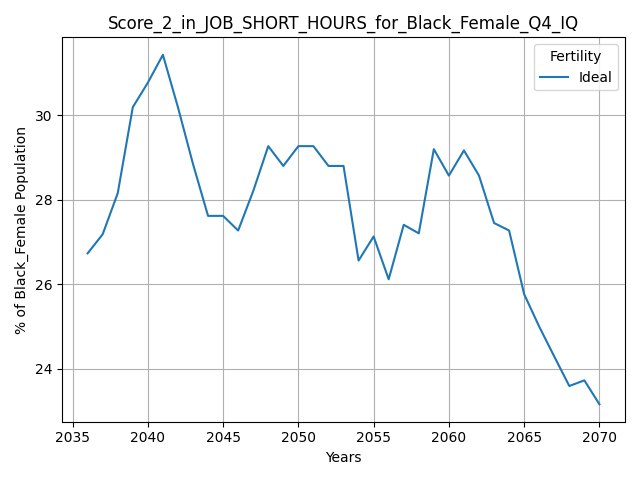 Score_2_in_JOB_SHORT_HOURS_for_Black_Female_Q4_IQ
Fertility
Ideal
% of Black_Female Population
30
28
26
24
2035 2040 2045 2050 2055 2060 2065 2070
Years